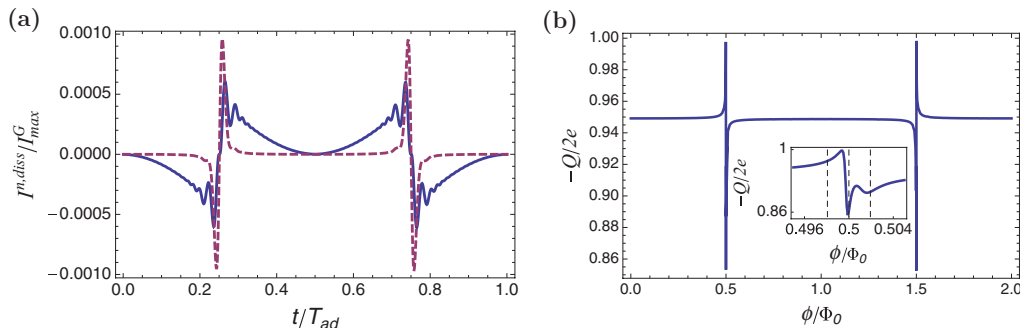 (a)
0.0010
0.0005
0.0000
−0.0005
−0.0010
I^{n,diss}/I^G_{max}
0.0 0.2 0.4 0.6 0.8 1.0
t/T_{ad}
(b)
1.00
0.98
0.96
0.94
0.92
0.90
0.88
0.86
−Q/2e
0.0 0.5 1.0 1.5 2.0
ϕ/Φ_0
1
0.86
−Q/2e
0.496 0.5 0.504
ϕ/Φ_0